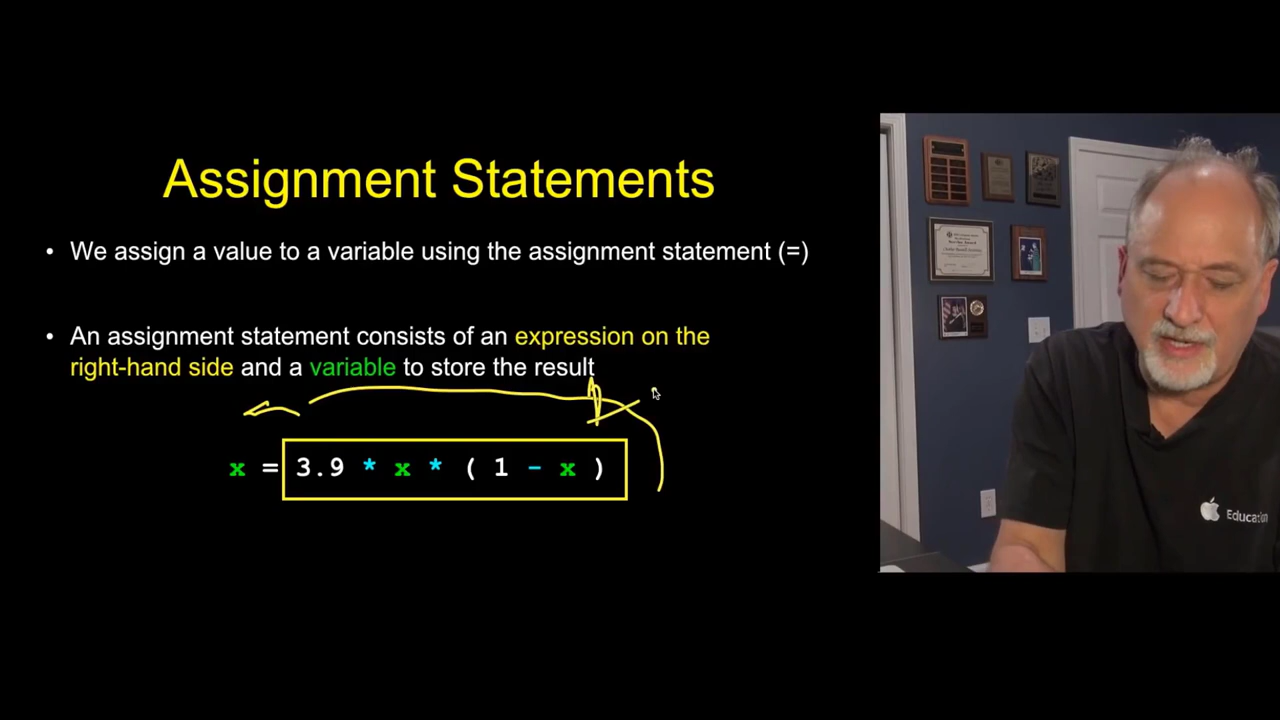 Assignment Statements
• We assign a value to a variable using the assignment statement (=)
• An assignment statement consists of an expression on the
right-hand side and a variable to store the result
x = 3.9 * x * ( 1 - x )
Education